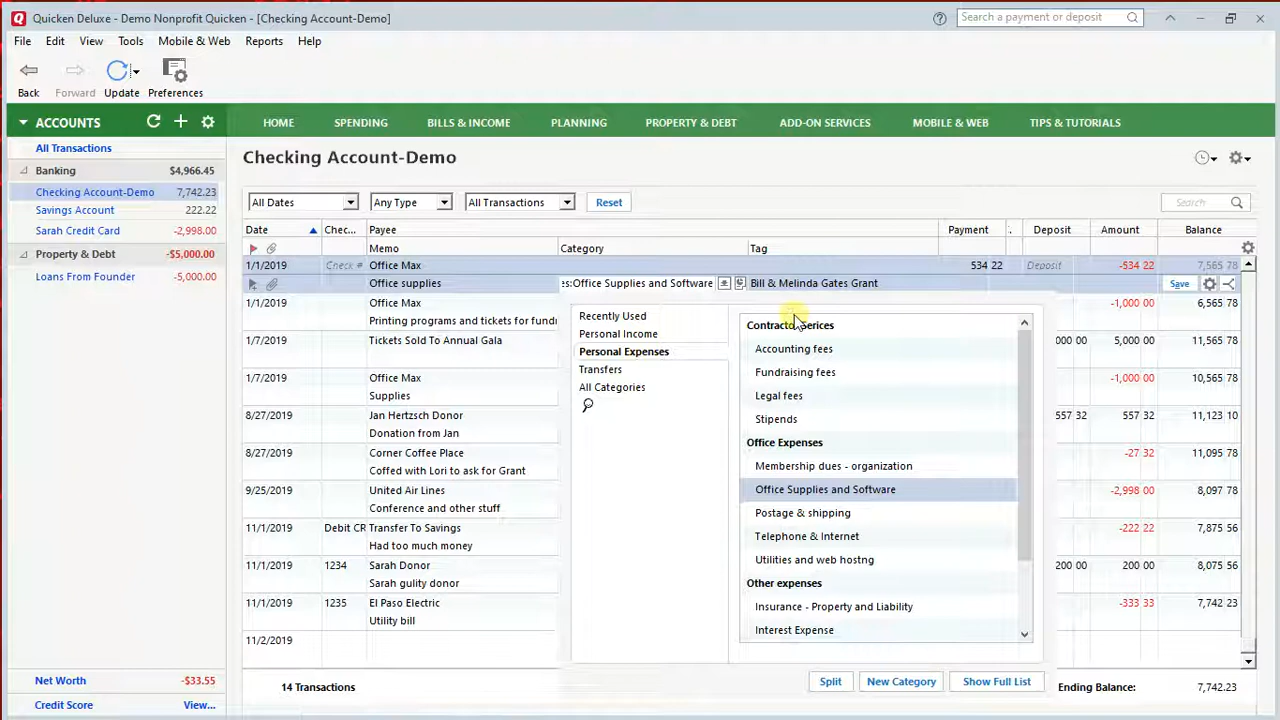 Quicken Deluxe - Demo Nonprofit Quicken - [Checking Account-Demo]
Search a payment or deposit
File Edit View Tools Mobile & Web Reports Help
Back Forward Update Preferences
ACCOUNTS
HOME SPENDING BILLS & INCOME PLANNING PROPERTY & DEBT ADD-ON SERVICES MOBILE & WEB TIPS & TUTORIALS
All Transactions
Banking $4,966.45
Checking Account-Demo 7,742.23
Savings Account 222.22
Sarah Credit Card -2,998.00
Property & Debt -$5,000.00
Loans From Founder -5,000.00
Net Worth -$33.55
Credit Score View...
Checking Account-Demo
All Dates Any Type All Transactions Reset Search
Date Chec... Payee Payment . Deposit Amount Balance
Memo Category Tag
1/1/2019 Check # Office Max 534 22 Deposit -534 22 7,565 78
Office supplies es:Office Supplies and Software Bill & Melinda Gates Grant Save
1/1/2019 Office Max -1,000 00 6,565 78
Printing programs and tickets for fundr
1/7/2019 Tickets Sold To Annual Gala 000 00 5,000 00 11,565 78
1/7/2019 Office Max -1,000 00 10,565 78
Supplies
8/27/2019 Jan Hertzsch Donor 557 32 557 32 11,123 10
Donation from Jan
8/27/2019 Corner Coffee Place -27 32 11,095 78
Coffed with Lori to ask for Grant
9/25/2019 United Air Lines -2,998 00 8,097 78
Conference and other stuff
11/1/2019 Debit CR Transfer To Savings -222 22 7,875 56
Had too much money
11/1/2019 1234 Sarah Donor 200 00 200 00 8,075 56
Sarah gulity donor
11/1/2019 1235 El Paso Electric -333 33 7,742 23
Utility bill
11/2/2019
Recently Used
Personal Income
Personal Expenses
Transfers
All Categories
Contractor Serices
Accounting fees
Fundraising fees
Legal fees
Stipends
Office Expenses
Membership dues - organization
Office Supplies and Software
Postage & shipping
Telephone & Internet
Utilities and web hostng
Other expenses
Insurance - Property and Liability
Interest Expense
Split New Category Show Full List
14 Transactions Ending Balance: 7,742.23